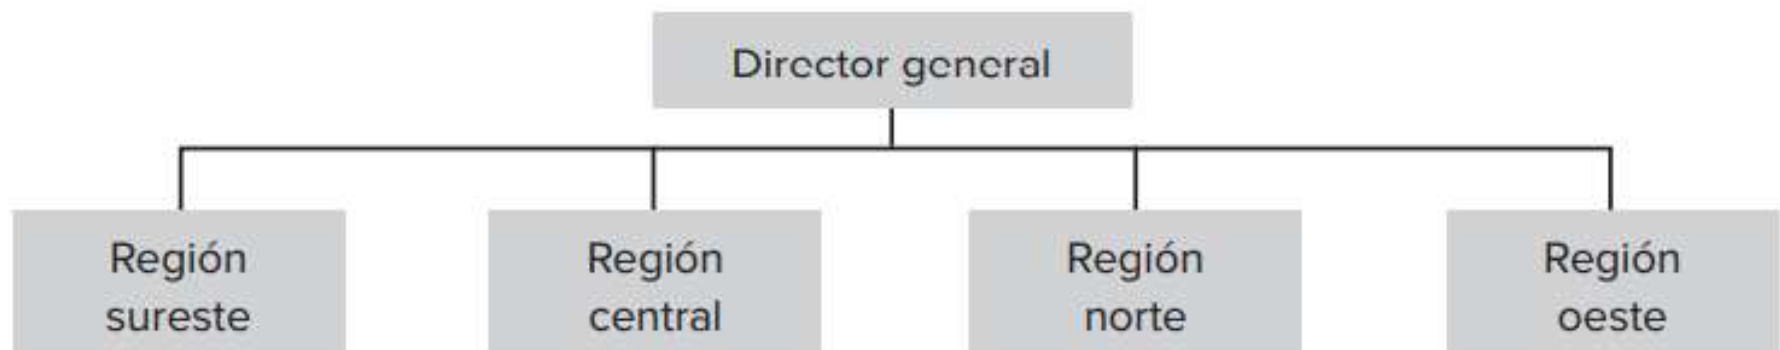 Director general
Región
sureste
Región
central
Región
norte
Región
oeste